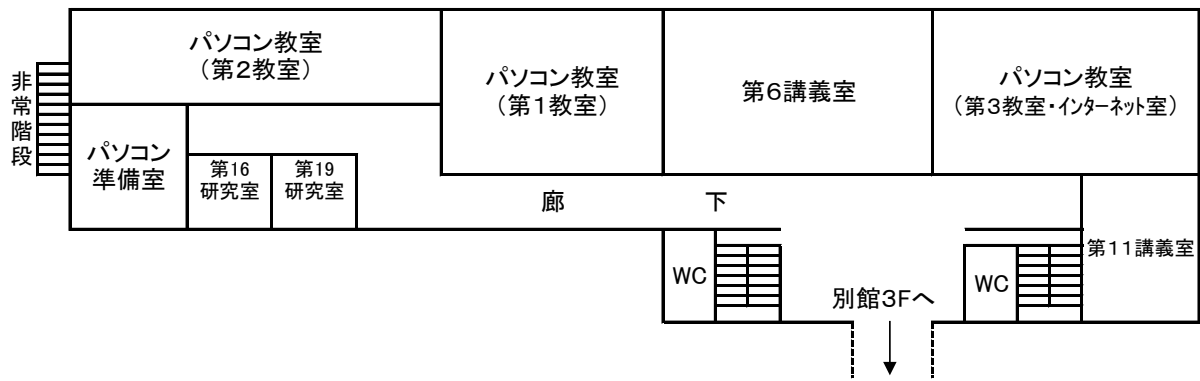 パソコン教室
（第2教室）
パソコン教室
（第1教室）
第6講義室
パソコン教室
（第3教室・インターネット室）
非常階段
パソコン
準備室
第16
研究室
第19
研究室
廊下
第11講義室
WC
別館3Fへ
WC